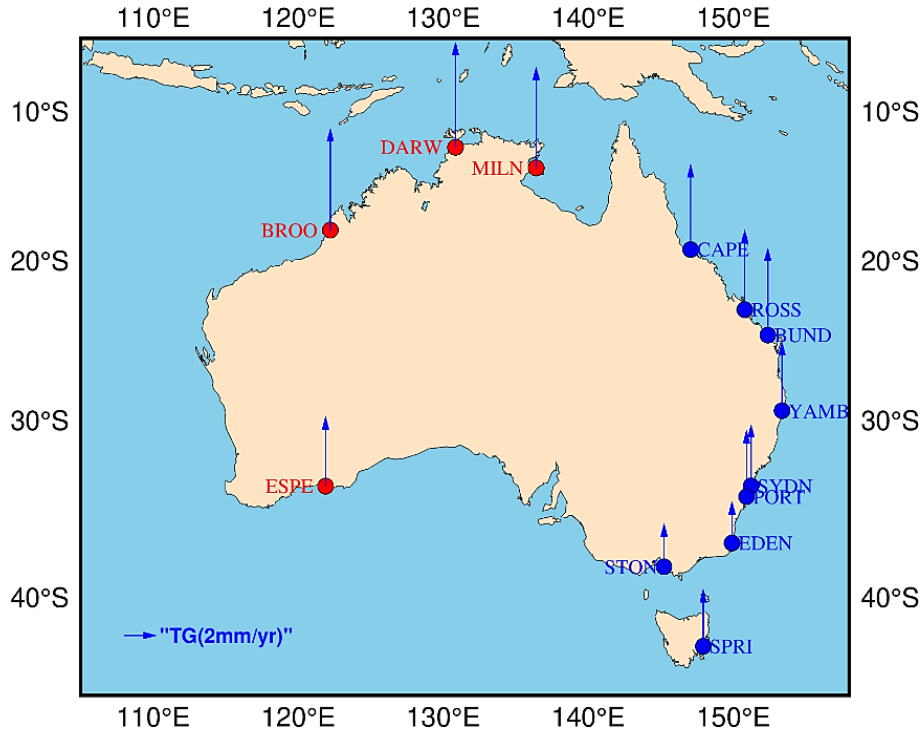 110°E 120°E 130°E 140°E 150°E
10°S 10°S
DARW
MILN
BROO
CAPE
20°S 20°S
ROSS
BUND
YAMB
30°S 30°S
ESPE
SYDN
PORT
EDEN
STON
40°S 40°S
"TG(2mm/yr)"
SPRI
110°E 120°E 130°E 140°E 150°E